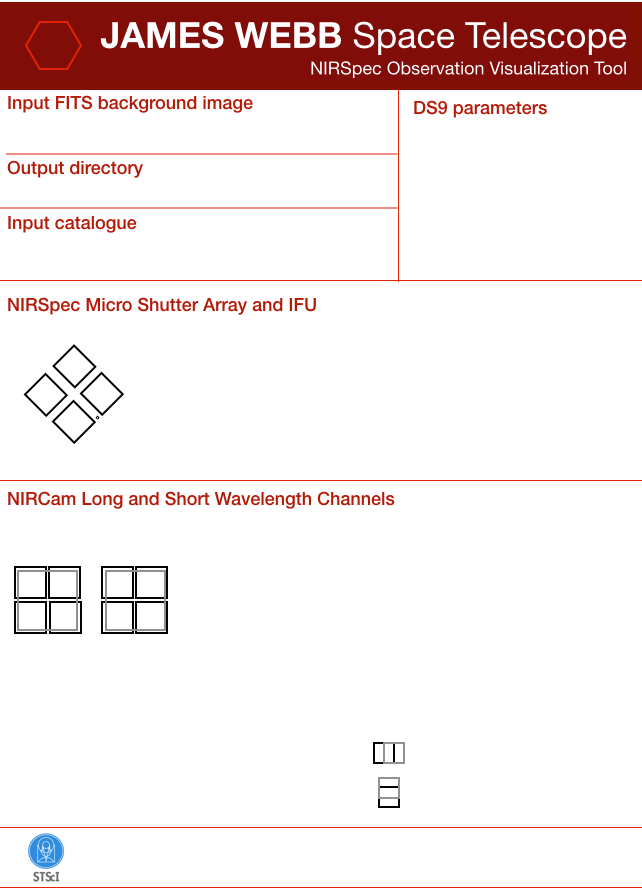 JAMES WEBB Space Telescope
NIRSpec Observation Visualization Tool
Input FITS background image
DS9 parameters
Output directory
Input catalogue
NIRSpec Micro Shutter Array and IFU
NIRCam Long and Short Wavelength Channels
STScI